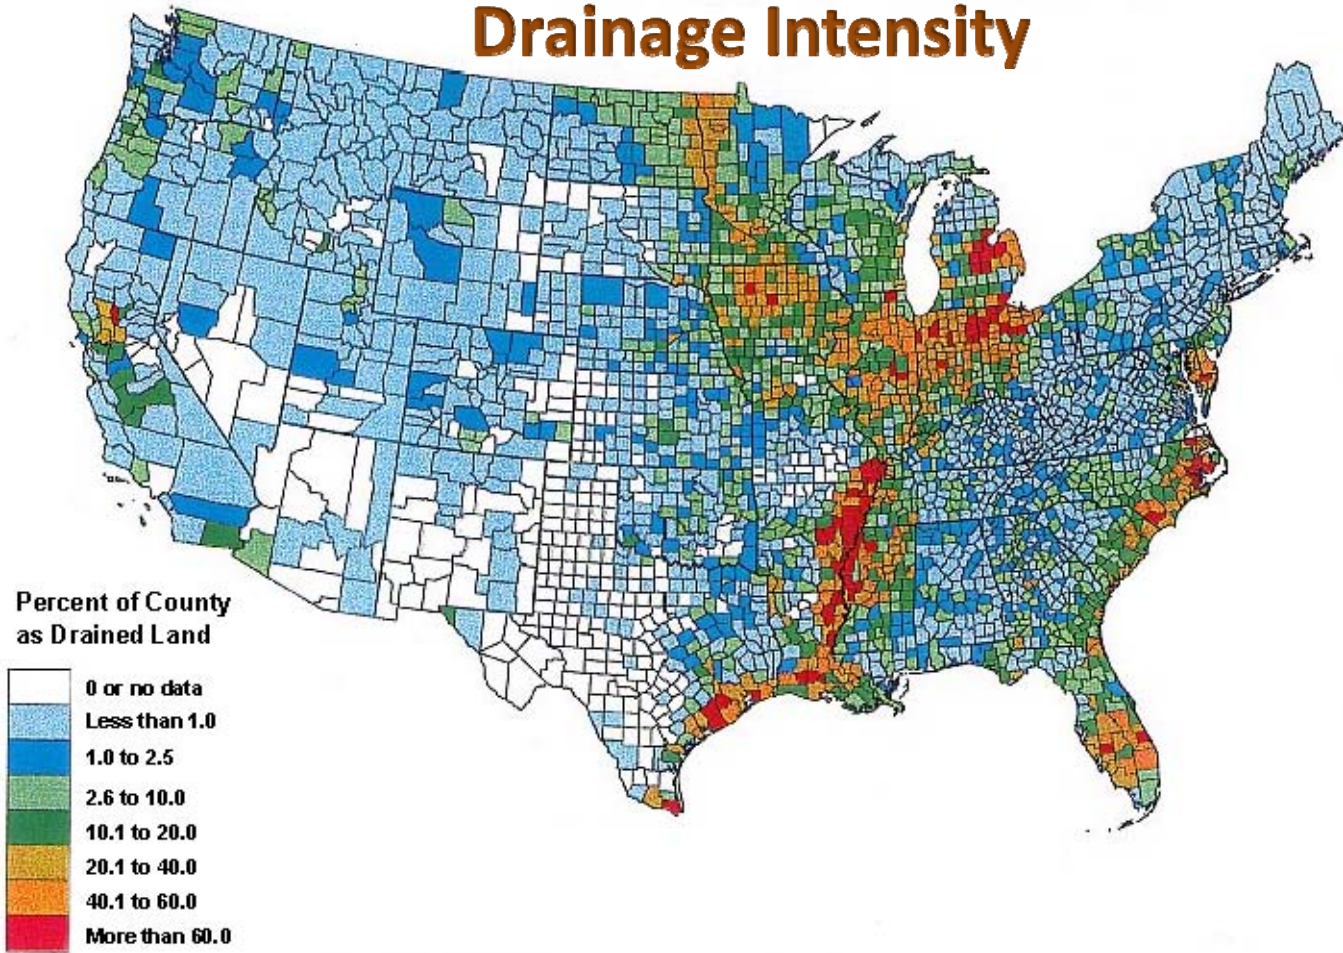 Drainage Intensity
Percent of County
as Drained Land
0 or no data
Less than 1.0
1.0 to 2.5
2.6 to 10.0
10.1 to 20.0
20.1 to 40.0
40.1 to 60.0
More than 60.0